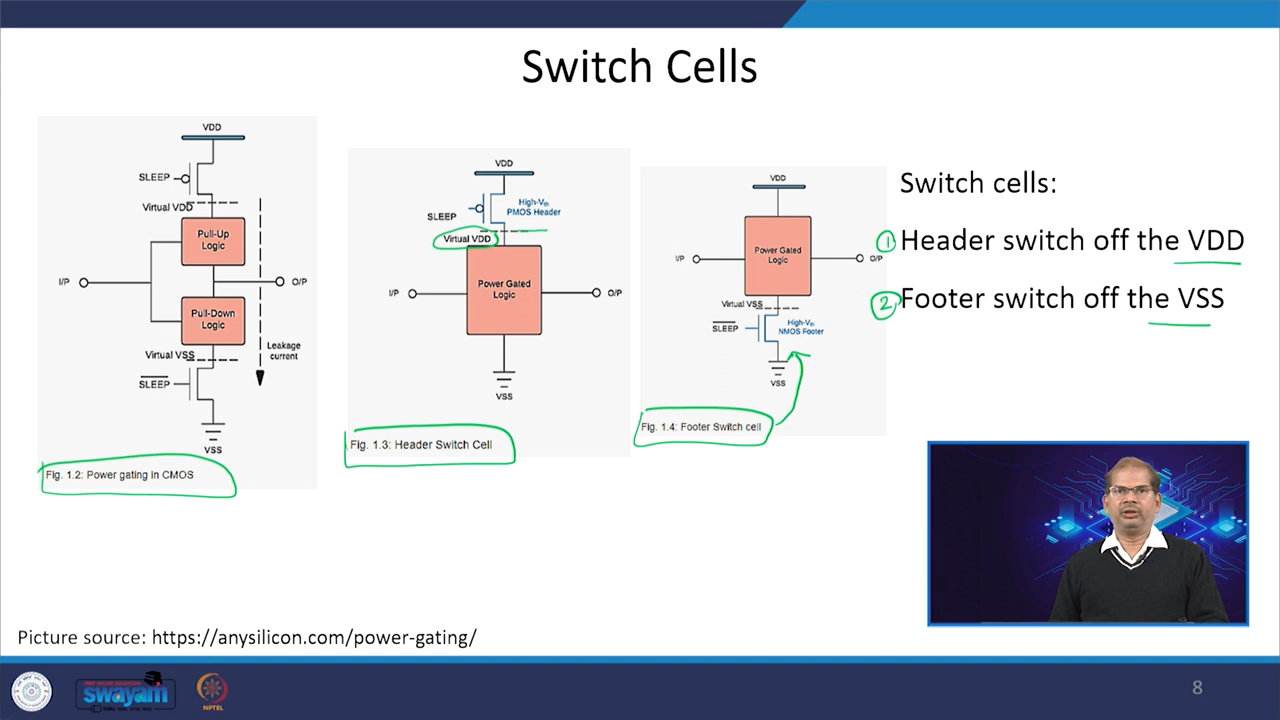 Switch Cells
VDD
SLEEP
Virtual VDD
Pull-Up
Logic
I/P
O/P
Pull-Down
Logic
Leakage
current
Virtual VSS
S̅L̅E̅E̅P̅
VSS
Fig. 1.2: Power gating in CMOS
VDD
High-Vth
PMOS Header
SLEEP
Virtual VDD
Power Gated
Logic
I/P
O/P
VSS
Fig. 1.3: Header Switch Cell
VDD
Power Gated
Logic
I/P
O/P
Virtual VSS
S̅L̅E̅E̅P̅
High-Vth
NMOS Footer
VSS
Fig. 1.4: Footer Switch cell
Switch cells:
① Header switch off the VDD
② Footer switch off the VSS
Picture source: https://anysilicon.com/power-gating/
swayam
NPTEL
8